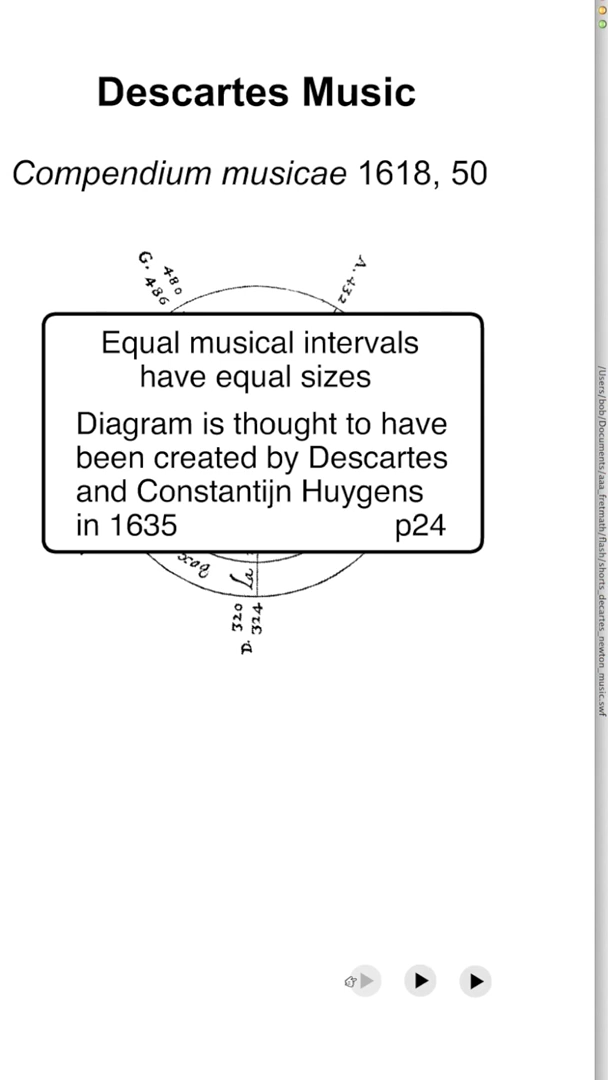 Descartes Music
Compendium musicae 1618, 50
G. 480
486
A. 432
Equal musical intervals
have equal sizes
Diagram is thought to have
been created by Descartes
and Constantijn Huygens
in 1635 p24
vox La
D. 320
324
/Users/bob/Documents/aaa_fretmath/flash/shorts_decartes_newton_music.swf